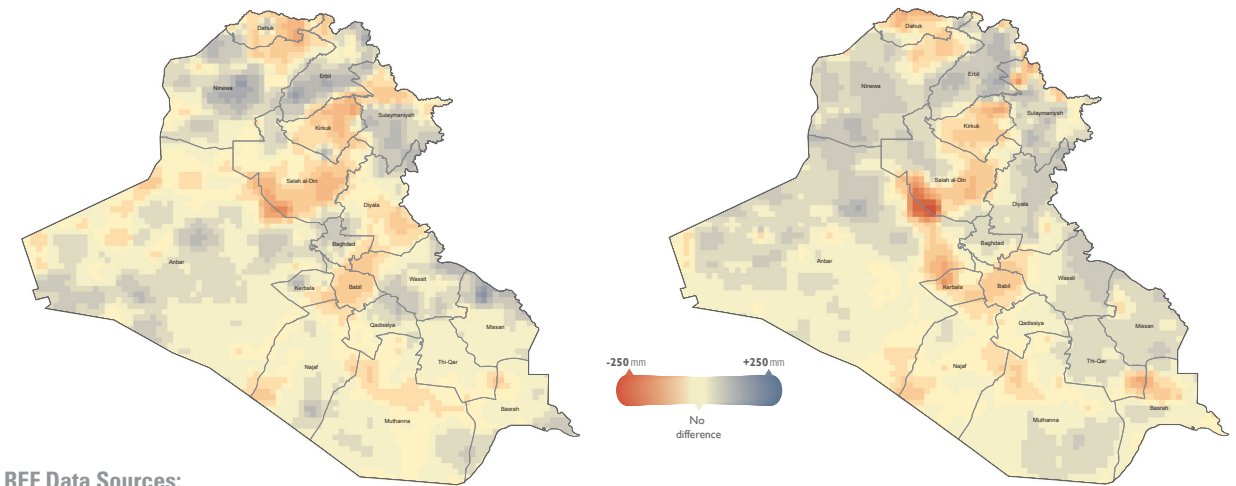 Dahuk
Ninewa
Erbil
Sulaymaniyah
Kirkuk
Salah al-Din
Diyala
Anbar
Baghdad
Kerbala
Babil
Wassit
Qadissiya
Missan
Thi-Qar
Najaf
Basrah
Muthanna
Dahuk
Ninewa
Erbil
Sulaymaniyah
Kirkuk
Salah al-Din
Diyala
Anbar
Baghdad
Kerbala
Babil
Wassit
Qadissiya
Missan
Thi-Qar
Najaf
Basrah
Muthanna
-250 mm
+250 mm
No
difference
RFE Data Sources: